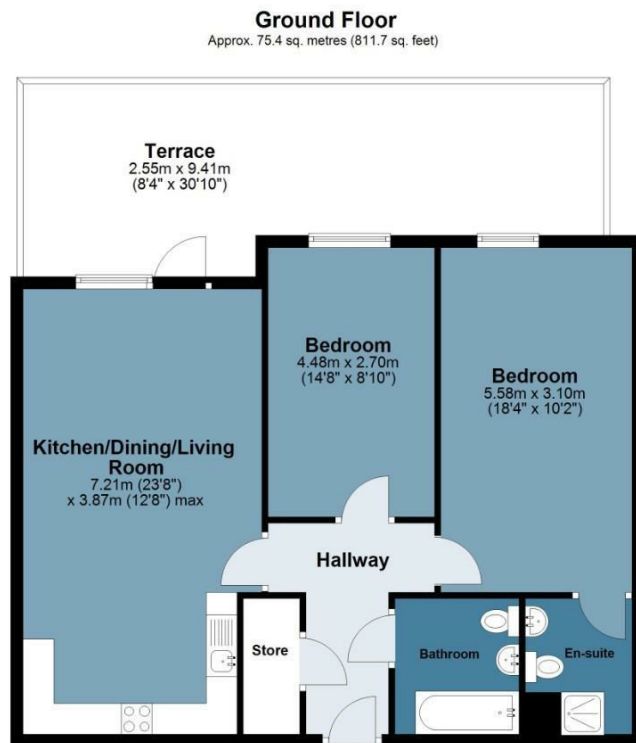 Ground Floor
Approx. 75.4 sq. metres (811.7 sq. feet)
Terrace
2.55m x 9.41m
(8'4" x 30'10")
Bedroom
4.48m x 2.70m
(14'8" x 8'10")
Bedroom
5.58m x 3.10m
(18'4" x 10'2")
Kitchen/Dining/Living
Room
7.21m (23'8")
x 3.87m (12'8") max
Hallway
Store
Bathroom
En-suite